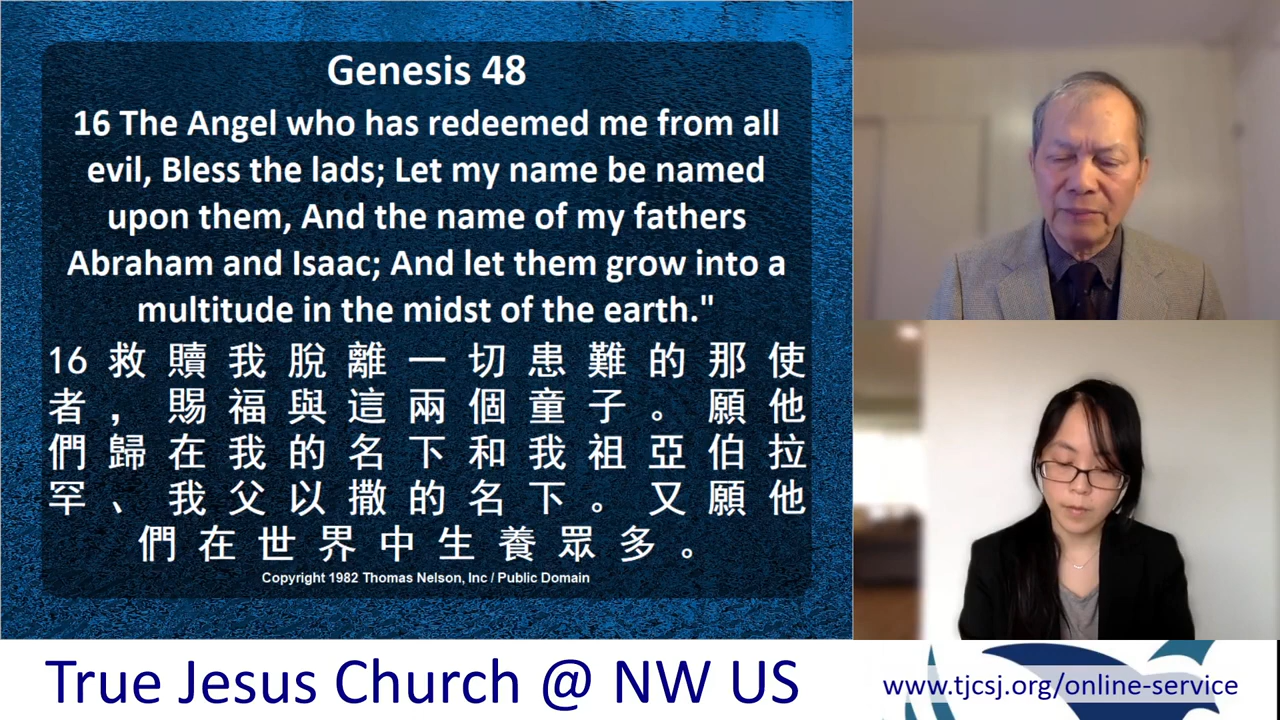 Genesis 48
16 The Angel who has redeemed me from all
evil, Bless the lads; Let my name be named
upon them, And the name of my fathers
Abraham and Isaac; And let them grow into a
multitude in the midst of the earth."
16 救贖我脫離一切患難的那使
者，賜福與這兩個童子。願他
們歸在我的名下和我祖亞伯拉
罕、我父以撒的名下。又願他
們在世界中生養眾多。
Copyright 1982 Thomas Nelson, Inc / Public Domain
True Jesus Church @ NW US
www.tjcsj.org/online-service